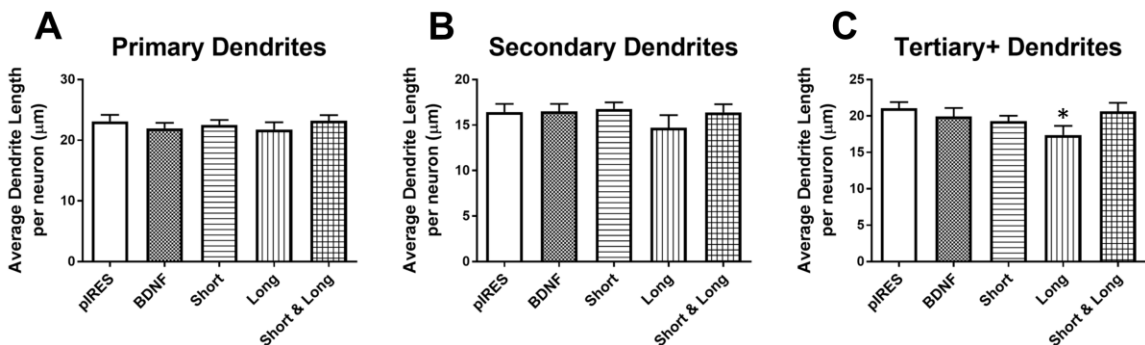 A
Primary Dendrites
Average Dendrite Length
per neuron (μm)
30
20
10
0
pIRES
BDNF
Short
Long
Short & Long
B
Secondary Dendrites
Average Dendrite Length
per neuron (μm)
20
15
10
5
0
pIRES
BDNF
Short
Long
Short & Long
C
Tertiary+ Dendrites
Average Dendrite Length
per neuron (μm)
25
20
15
10
5
0
*
pIRES
BDNF
Short
Long
Short & Long